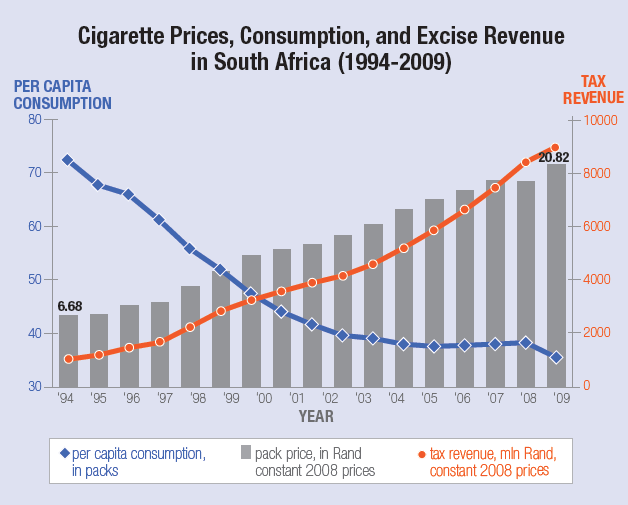 Cigarette Prices, Consumption, and Excise Revenue
in South Africa (1994-2009)
PER CAPITA
CONSUMPTION
TAX
REVENUE
80
70
60
50
40
30
10000
8000
6000
4000
2000
0
6.68
20.82
'94 '95 '96 '97 '98 '99 '00 '01 '02 '03 '04 '05 '06 '07 '08 '09
YEAR
per capita consumption,
in packs
pack price, in Rand
constant 2008 prices
tax revenue, mln Rand,
constant 2008 prices